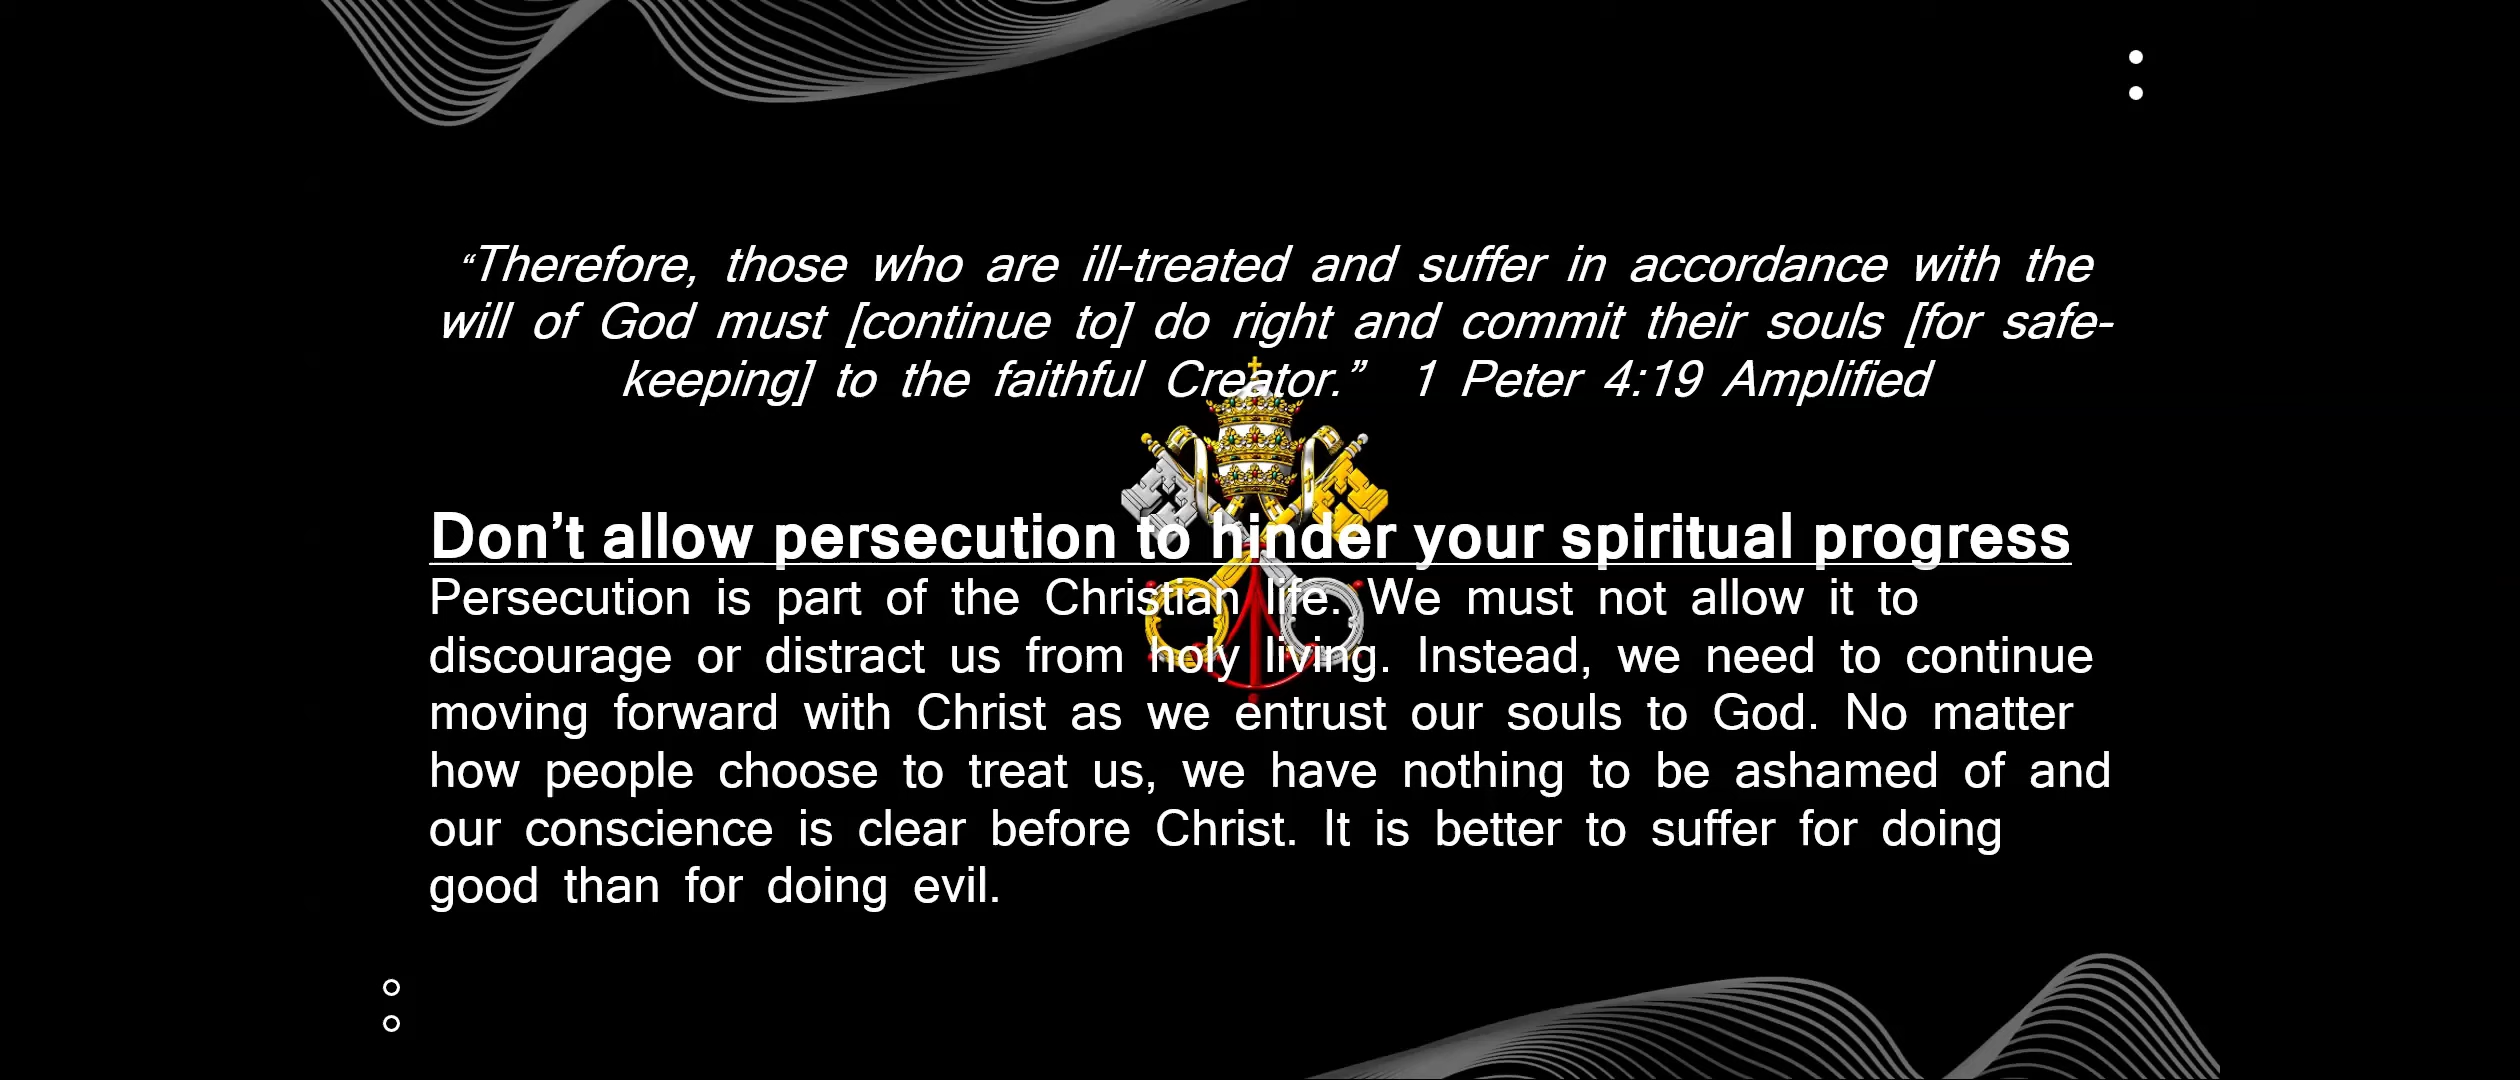 “Therefore, those who are ill-treated and suffer in accordance with the
will of God must [continue to] do right and commit their souls [for safe-
keeping] to the faithful Creator.” 1 Peter 4:19 Amplified
Don’t allow persecution to hinder your spiritual progress
Persecution is part of the Christian life. We must not allow it to
discourage or distract us from holy living. Instead, we need to continue
moving forward with Christ as we entrust our souls to God. No matter
how people choose to treat us, we have nothing to be ashamed of and
our conscience is clear before Christ. It is better to suffer for doing
good than for doing evil.